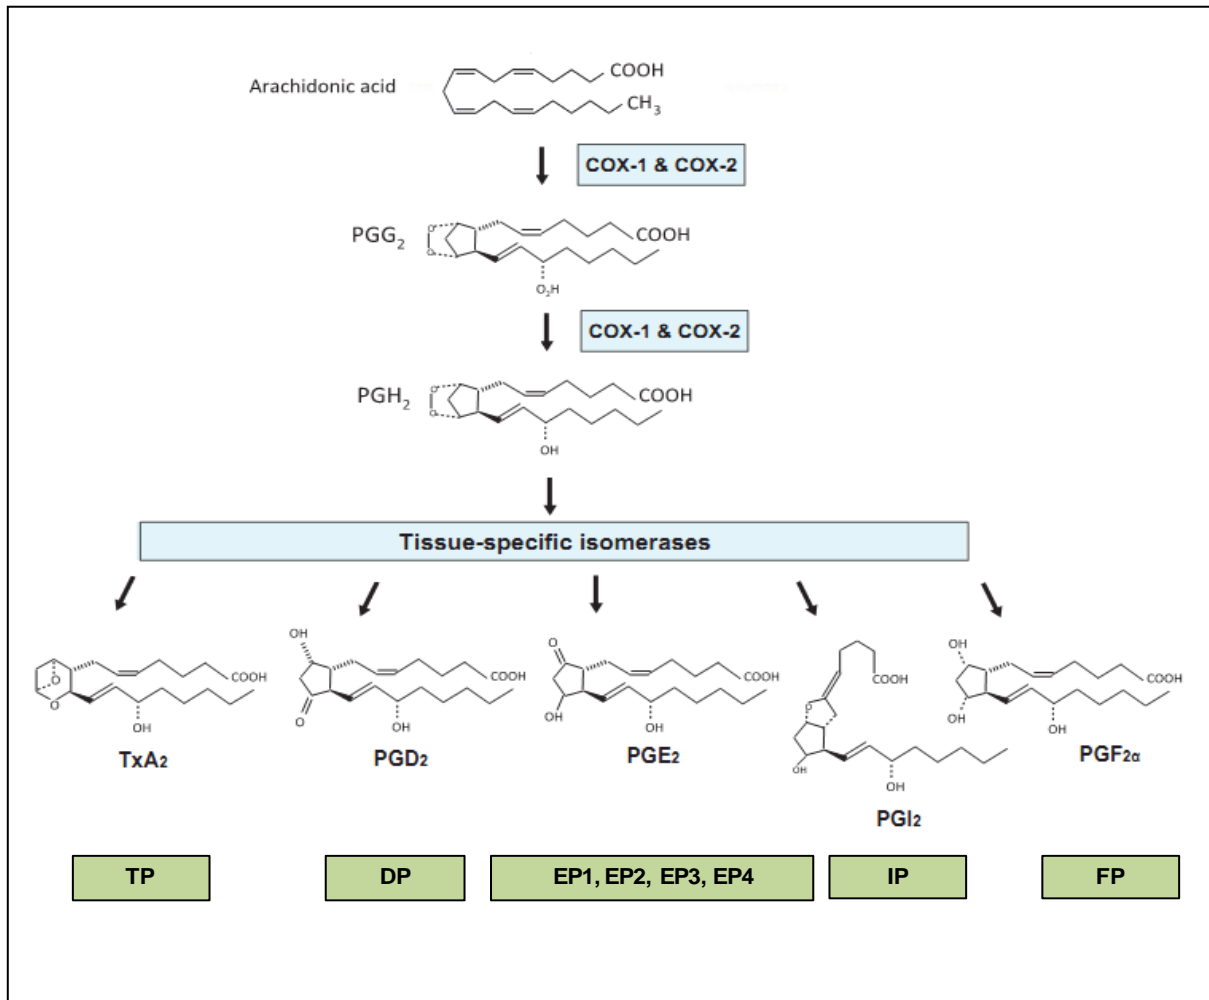 COOH
Arachidonic acid
CH3
COX-1 & COX-2
PGG2
O
O
COOH
O2H
COX-1 & COX-2
PGH2
O
O
COOH
OH
Tissue-specific isomerases
O
O
COOH
OH
TxA2
OH
O
COOH
OH
PGD2
O
OH
COOH
OH
PGE2
COOH
O
OH
OH
PGI2
OH
OH
COOH
OH
PGF2α
TP
DP
EP1, EP2, EP3, EP4
IP
FP